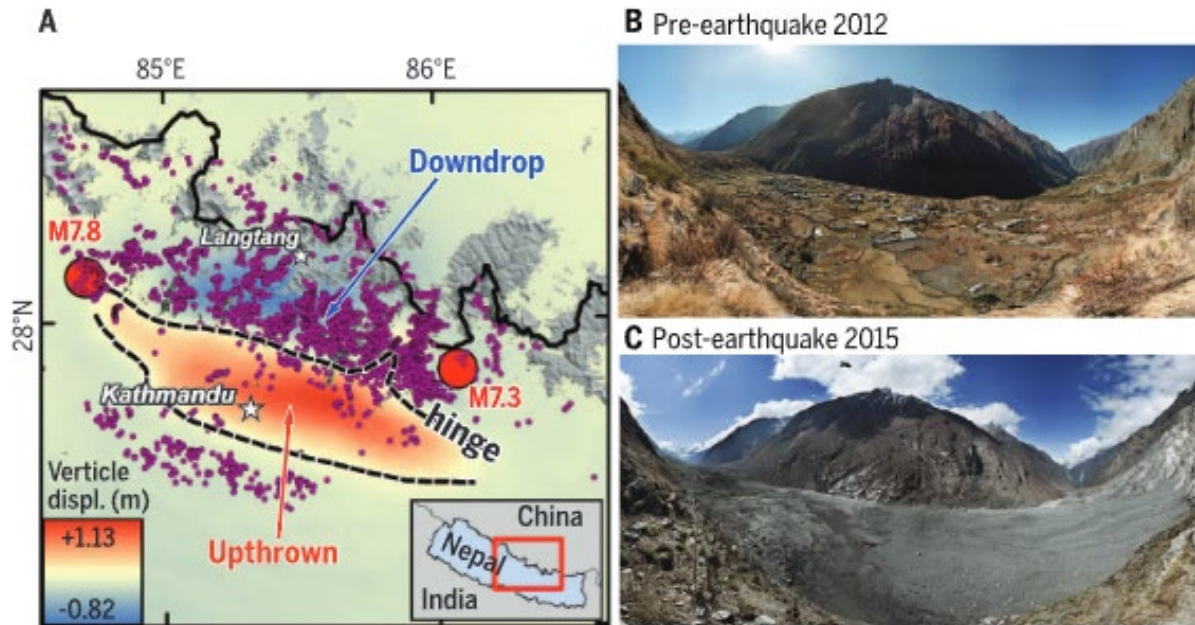 A
85°E 86°E
28°N
M7.8
Langtang
Downdrop
Kathmandu
M7.3
hinge
Upthrown
Verticle
displ. (m)
+1.13
-0.82
China
Nepal
India
B Pre-earthquake 2012
C Post-earthquake 2015